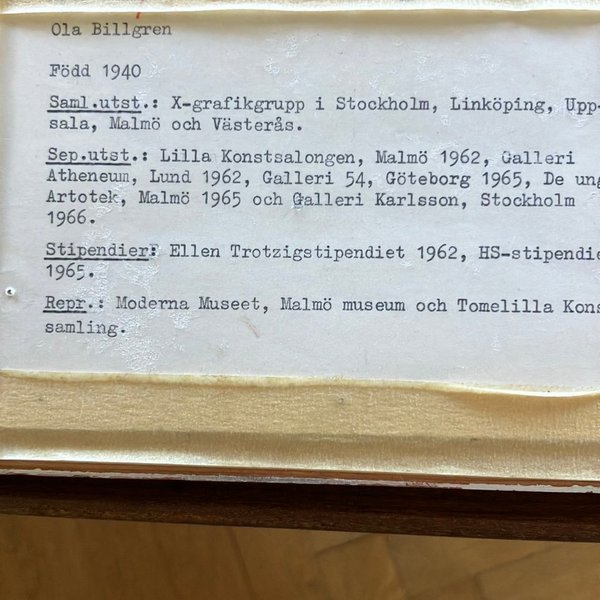 Ola Billgren
Född 1940
Saml.utst.: X-grafikgrupp i Stockholm, Linköping, Upp-
sala, Malmö och Västerås.
Sep.utst.: Lilla Konstsalongen, Malmö 1962, Galleri
Atheneum, Lund 1962, Galleri 54, Göteborg 1965, De ung
Artotek, Malmö 1965 och Galleri Karlsson, Stockholm
1966.
Stipendier: Ellen Trotzigstipendiet 1962, HS-stipendie
1965.
Repr.: Moderna Museet, Malmö museum och Tomelilla Kons
samling.